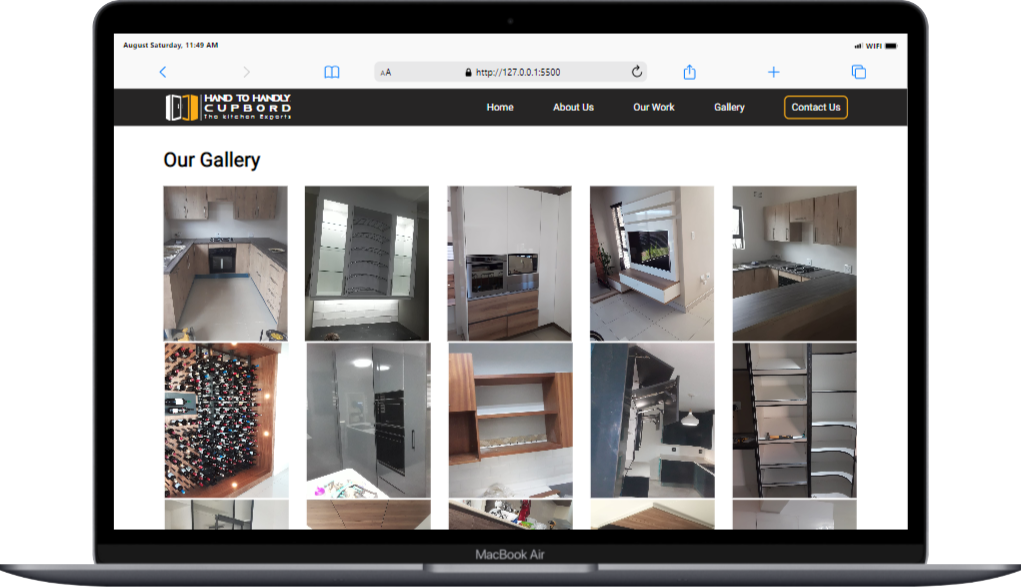 August Saturday, 11:49 AM
WIFI
AA
http://127.0.0.1:5500
HAND TO HANDLY
CUPBORD
The kitchen Experts
Home
About Us
Our Work
Gallery
Contact Us
Our Gallery
MacBook Air